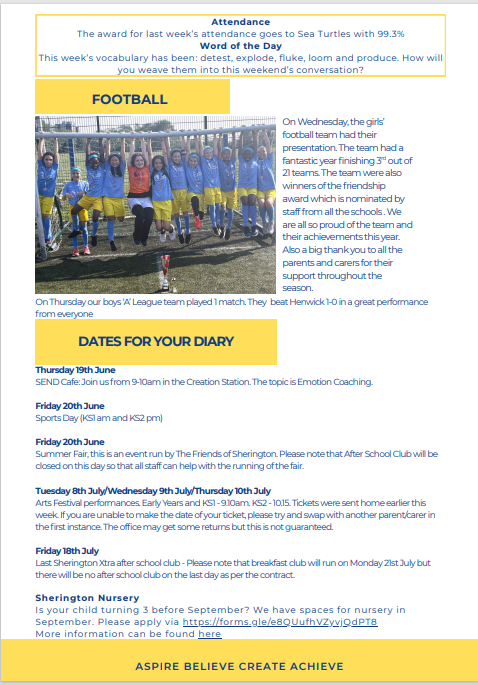 Attendance
The award for last week's attendance goes to Sea Turtles with 99.3%
Word of the Day
This week's vocabulary has been: detest, explode, fluke, loom and produce. How will
you weave them into this weekend's conversation?
FOOTBALL
On Wednesday, the girls'
football team had their
presentation. The team had a
fantastic year finishing 3rd out of
21 teams. The team were also
winners of the friendship
award which is nominated by
staff from all the schools . We
are all so proud of the team and
their achievements this year.
Also a big thank you to all the
parents and carers for their
support throughout the
season.
On Thursday our boys 'A' League team played 1 match. They beat Henwick 1-0 in a great performance
from everyone
DATES FOR YOUR DIARY
Thursday 19th June
SEND Cafe: Join us from 9-10am in the Creation Station. The topic is Emotion Coaching.
Friday 20th June
Sports Day (KS1 am and KS2 pm)
Friday 20th June
Summer Fair, this is an event run by The Friends of Sherington. Please note that After School Club will be
closed on this day so that all staff can help with the running of the fair.
Tuesday 8th July/Wednesday 9th July/Thursday 10th July
Arts Festival performances. Early Years and KS1 - 9.10am. KS2 - 10.15. Tickets were sent home earlier this
week. If you are unable to make the date of your ticket, please try and swap with another parent/carer in
the first instance. The office may get some returns but this is not guaranteed.
Friday 18th July
Last Sherington Xtra after school club - Please note that breakfast club will run on Monday 21st July but
there will be no after school club on the last day as per the contract.
Sherington Nursery
Is your child turning 3 before September? We have spaces for nursery in
September. Please apply via https://forms.gle/e8QUufhVZyvjQdPT8
More information can be found here
ASPIRE BELIEVE CREATE ACHIEVE